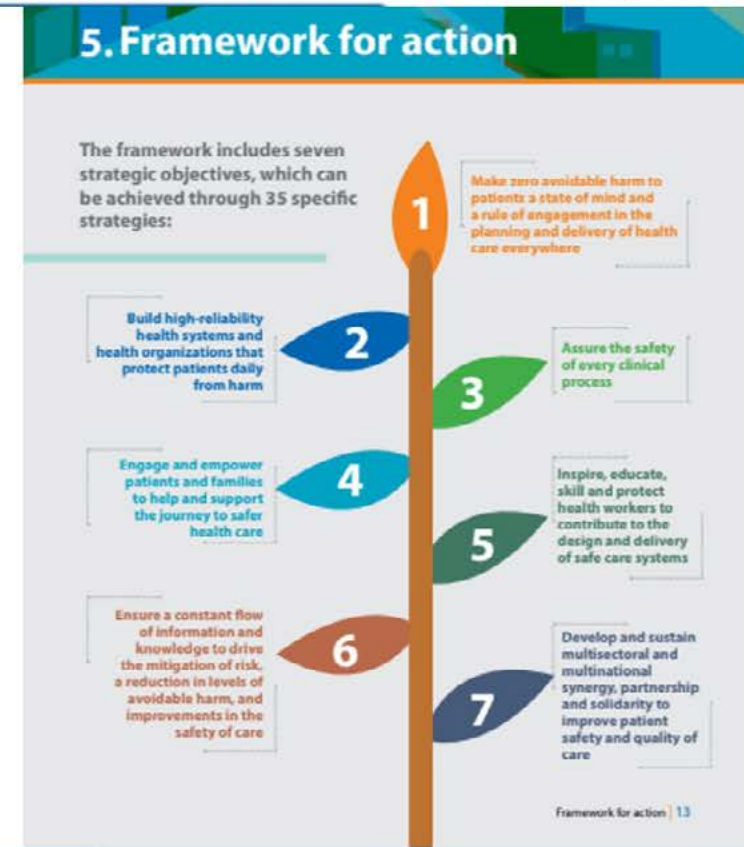 5. Framework for action
The framework includes seven
strategic objectives, which can
be achieved through 35 specific
strategies:
1
Make zero avoidable harm to
patients a state of mind and
a rule of engagement in the
planning and delivery of health
care everywhere
2
Build high-reliability
health systems and
health organizations that
protect patients daily
from harm
3
Assure the safety
of every clinical
process
4
Engage and empower
patients and families
to help and support
the journey to safer
health care
5
Inspire, educate,
skill and protect
health workers to
contribute to the
design and delivery
of safe care systems
6
Ensure a constant flow
of information and
knowledge to drive
the mitigation of risk,
a reduction in levels of
avoidable harm, and
improvements in the
safety of care
7
Develop and sustain
multisectoral and
multinational
synergy, partnership
and solidarity to
improve patient
safety and quality of
care
Framework for action | 13